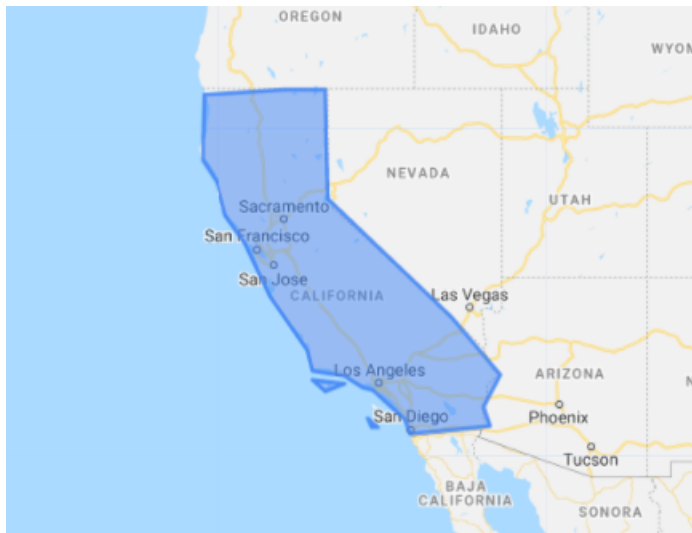 OREGON
IDAHO
WYOM
NEVADA
UTAH
Sacramento
San Francisco
San Jose
CALIFORNIA
Las Vegas
Los Angeles
ARIZONA
N
San Diego
Phoenix
Tucson
BAJA
CALIFORNIA
SONORA